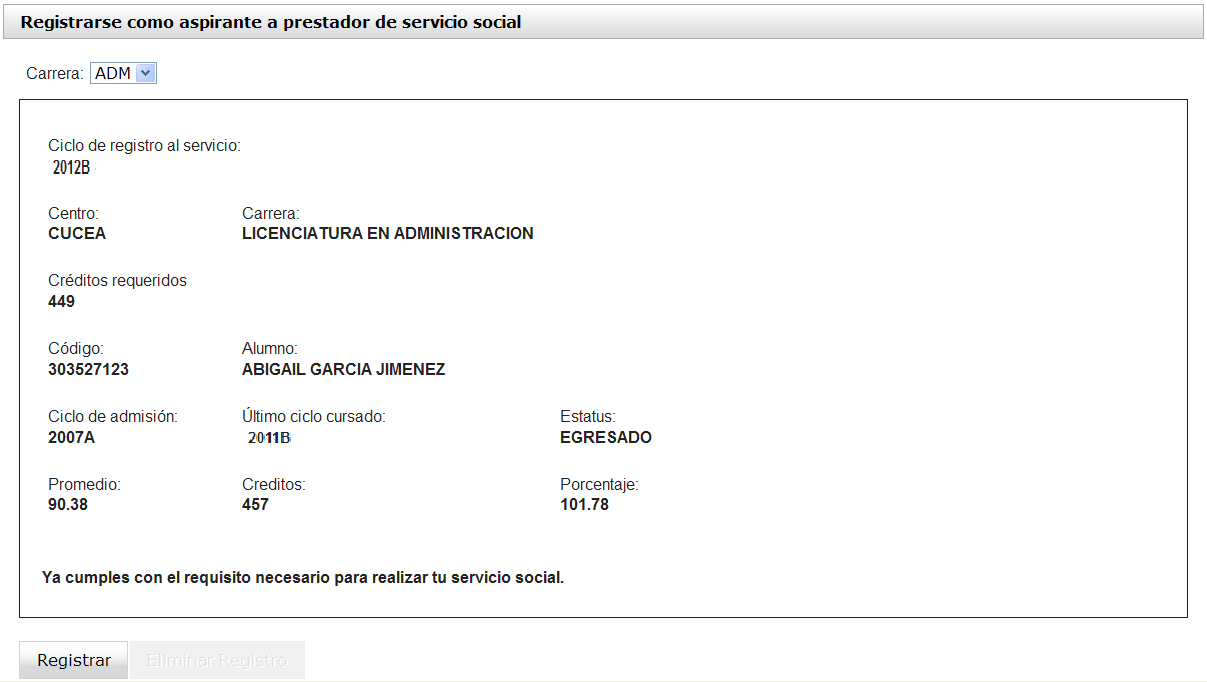 Registrarse como aspirante a prestador de servicio social
Carrera: ADM
Ciclo de registro al servicio:
2012B
Centro: Carrera:
CUCEA LICENCIATURA EN ADMINISTRACION
Créditos requeridos
449
Código: Alumno:
303527123 ABIGAIL GARCIA JIMENEZ
Ciclo de admisión: Último ciclo cursado: Estatus:
2007A 2011B EGRESADO
Promedio: Creditos: Porcentaje:
90.38 457 101.78
Ya cumples con el requisito necesario para realizar tu servicio social.
Registrar Eliminar Registro